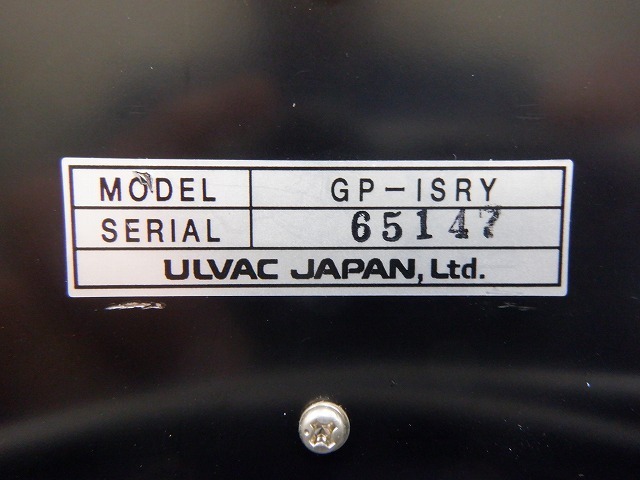 MODEL GP-1SRY
SERIAL 65147
ULVAC JAPAN, Ltd.